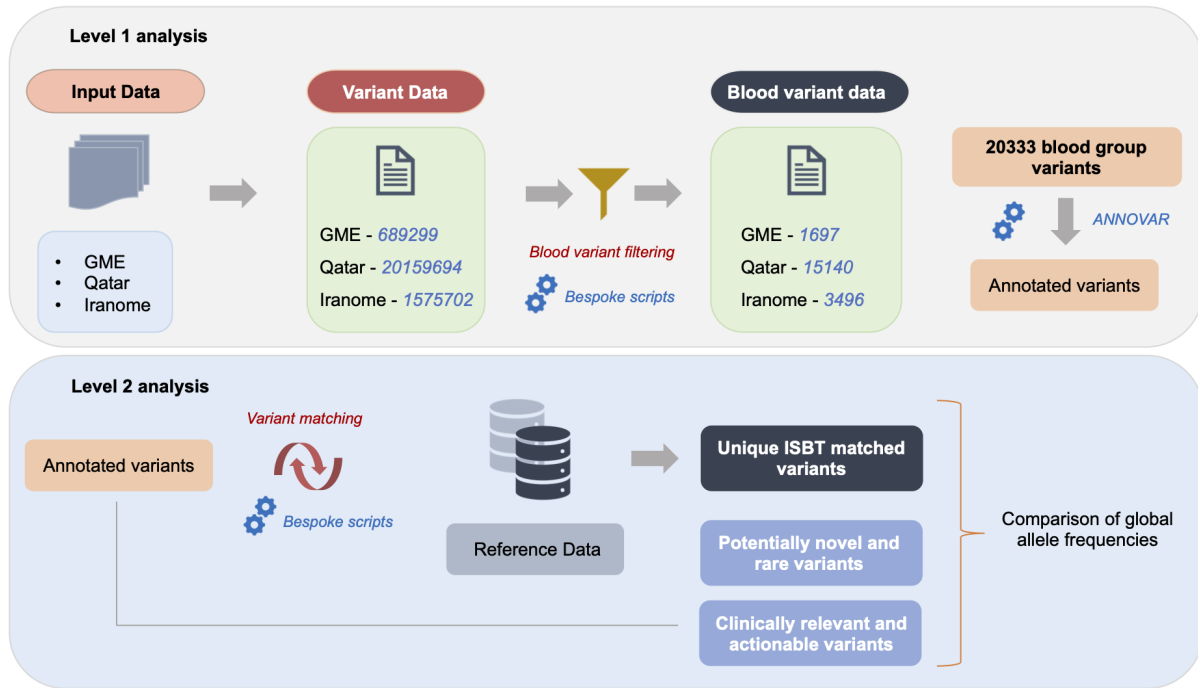 Level 1 analysis
Input Data
• GME
• Qatar
• Iranome
Variant Data
GME - 689299
Qatar - 20159694
Iranome - 1575702
Blood variant filtering
Bespoke scripts
Blood variant data
GME - 1697
Qatar - 15140
Iranome - 3496
20333 blood group
variants
ANNOVAR
Annotated variants
Level 2 analysis
Annotated variants
Variant matching
Bespoke scripts
Reference Data
Unique ISBT matched
variants
Potentially novel and
rare variants
Clinically relevant and
actionable variants
Comparison of global
allele frequencies